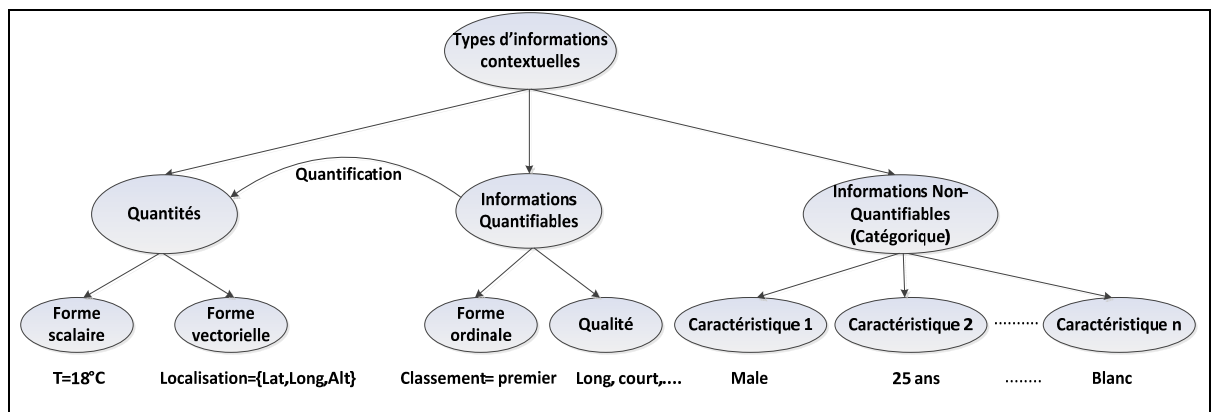 Types d'informations
contextuelles
Quantification
Quantités
Informations
Quantifiables
Informations Non-
Quantifiables
(Catégorique)
Forme
scalaire
Forme
vectorielle
Forme
ordinale
Qualité
Caractéristique 1
Caractéristique 2
.........
Caractéristique n
T=18°C
Localisation={Lat,Long,Alt}
Classement= premier
Long, court,....
Male
25 ans
........
Blanc